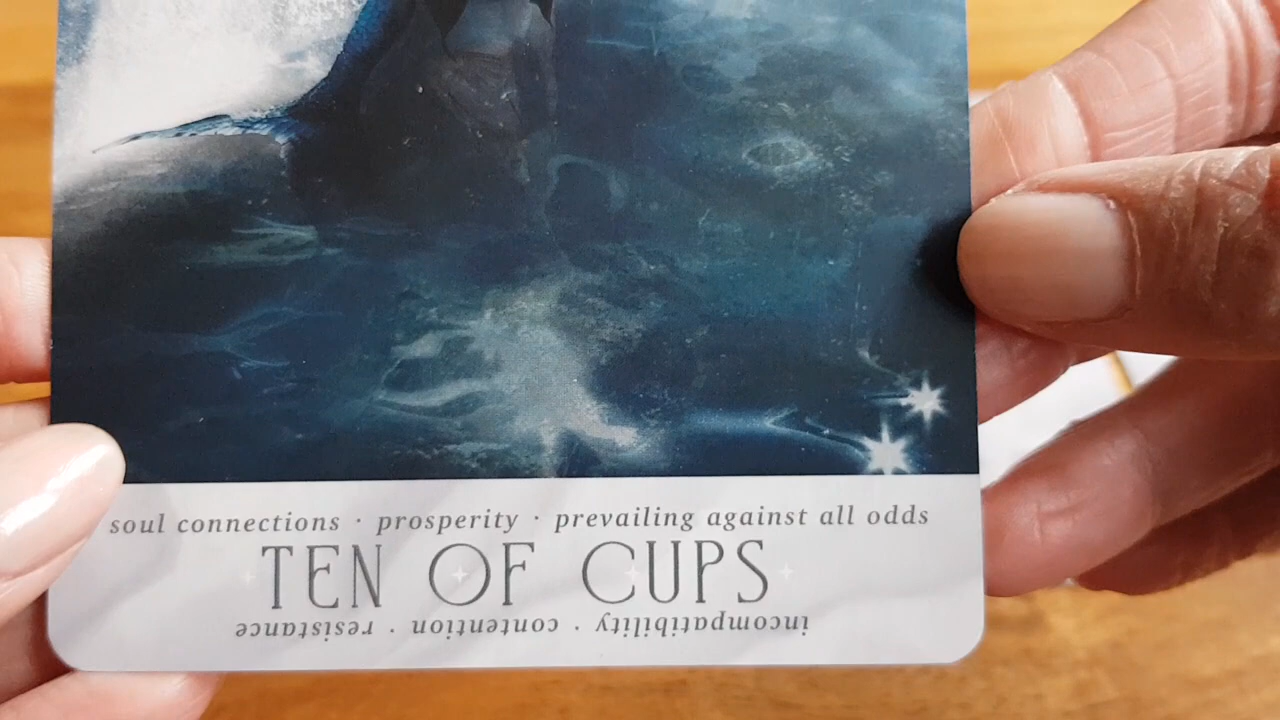 soul connections · prosperity · prevailing against all odds
TEN OF CUPS
incompatibility · contention · resistance